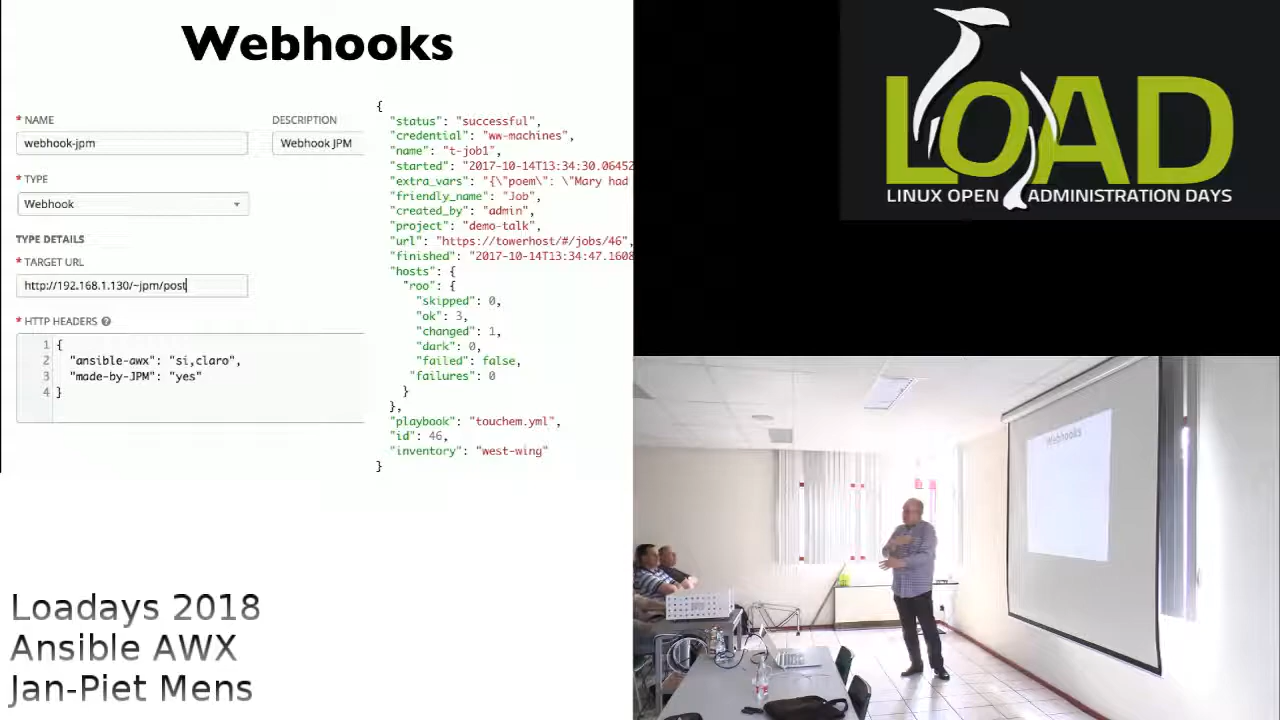 Webhooks
* NAME
DESCRIPTION
webhook-jpm
Webhook JPM
* TYPE
Webhook
TYPE DETAILS
* TARGET URL
http://192.168.1.130/~jpm/post
* HTTP HEADERS
1 {
2 "ansible-awx": "si,claro",
3 "made-by-JPM": "yes"
4 }
{
"status": "successful",
"credential": "ww-machines",
"name": "t-job1",
"started": "2017-10-14T13:34:30.06452
"extra_vars": "{\"poem\": \"Mary had
"friendly_name": "Job",
"created_by": "admin",
"project": "demo-talk",
"url": "https://towerhost/#/jobs/46",
"finished": "2017-10-14T13:34:47.1608
"hosts": {
"roo": {
"skipped": 0,
"ok": 3,
"changed": 1,
"dark": 0,
"failed": false,
"failures": 0
}
},
"playbook": "touchem.yml",
"id": 46,
"inventory": "west-wing"
}
LOAD
LINUX OPEN ADMINISTRATION DAYS
Webhooks
Loadays 2018
Ansible AWX
Jan-Piet Mens